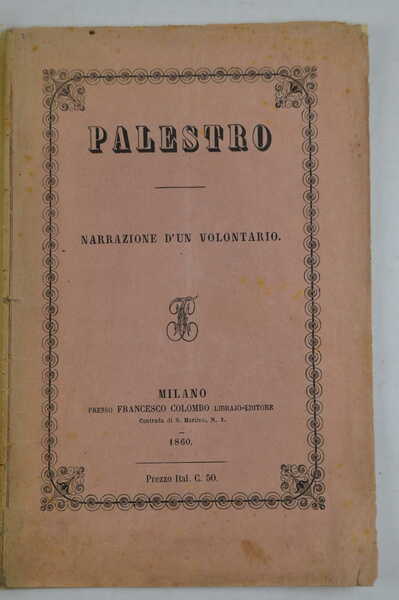 PALESTRO
NARRAZIONE D'UN VOLONTARIO.
MILANO
PRESSO FRANCESCO COLOMBO LIBRAIO-EDITORE
Contrada di S. Martino, N. 1.
1860.
Prezzo Ital. C. 50.